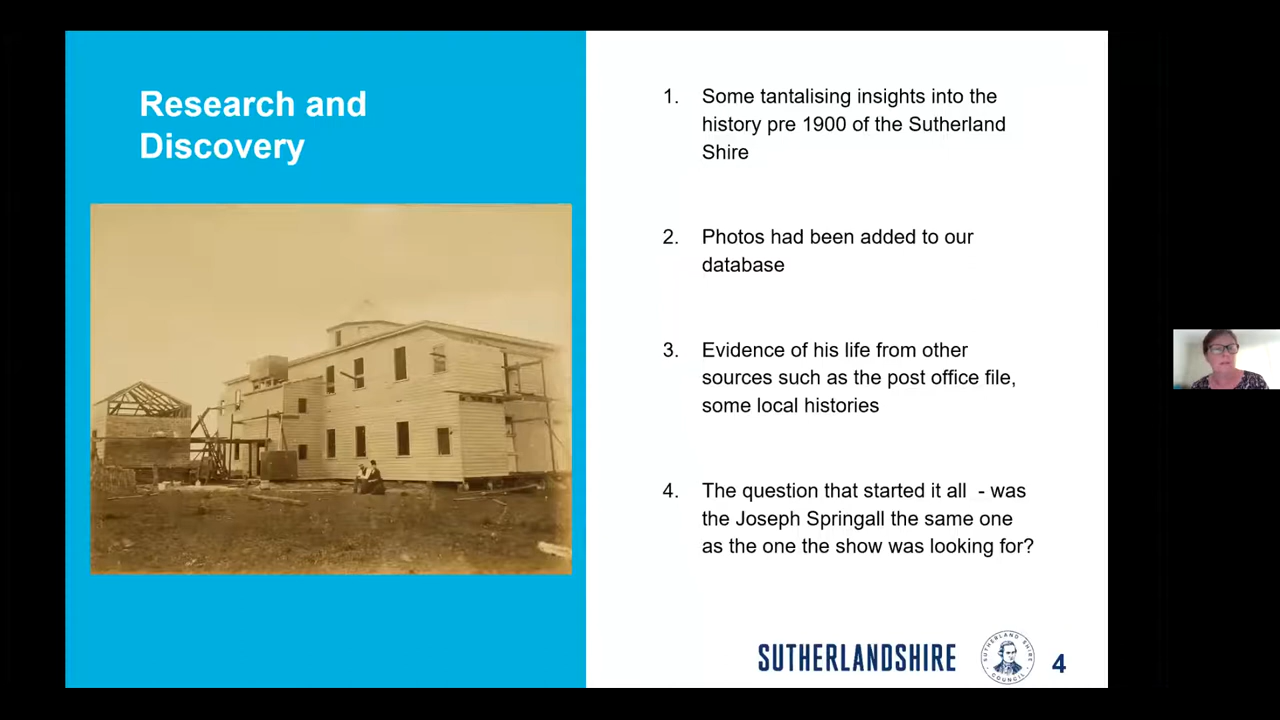 Research and
Discovery
1. Some tantalising insights into the
history pre 1900 of the Sutherland
Shire
2. Photos had been added to our
database
3. Evidence of his life from other
sources such as the post office file,
some local histories
4. The question that started it all - was
the Joseph Springall the same one
as the one the show was looking for?
SUTHERLANDSHIRE
SUTHERLAND SHIRE
COUNCIL
4